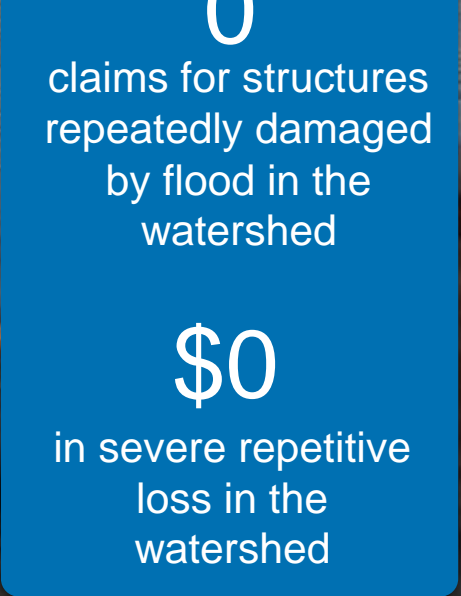 0
claims for structures
repeatedly damaged
by flood in the
watershed
$0
in severe repetitive
loss in the
watershed